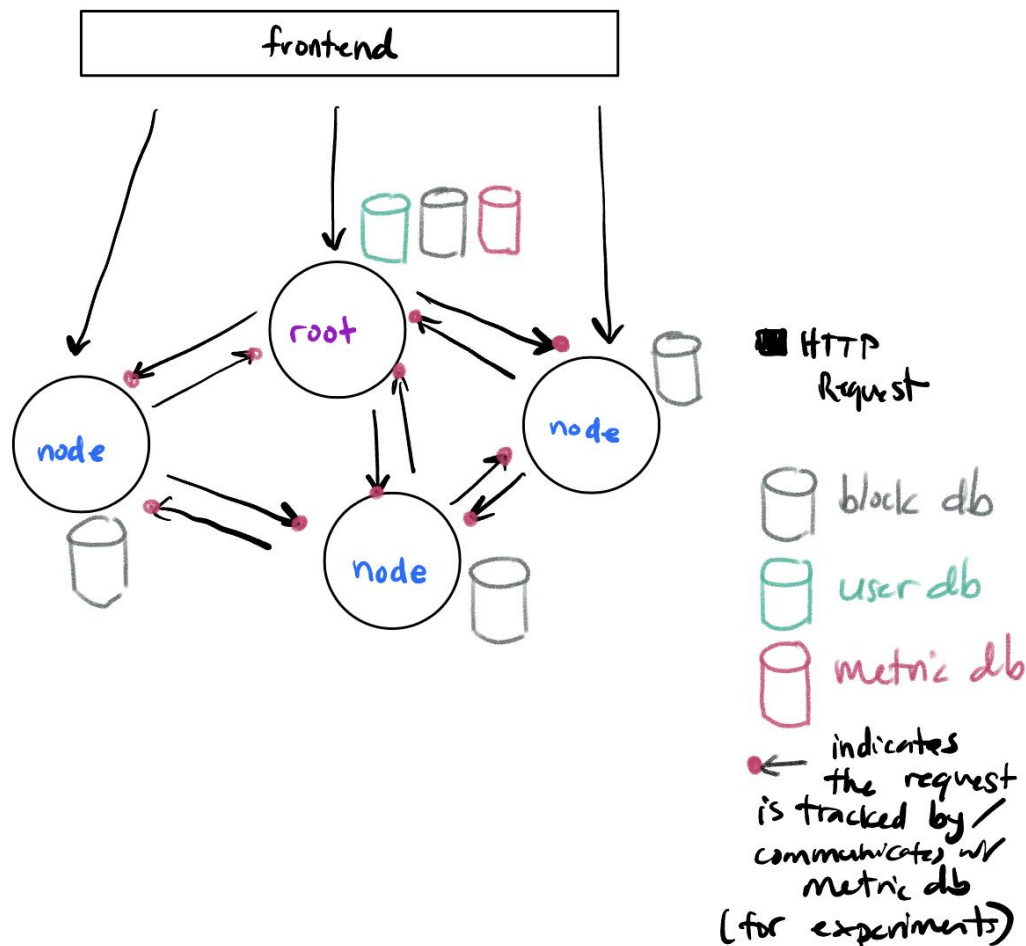 frontend
root
node
node
node
HTTP
Request
block db
user db
metric db
indicates
the request
is tracked by /
communicates w/
metric db
(for experiments)